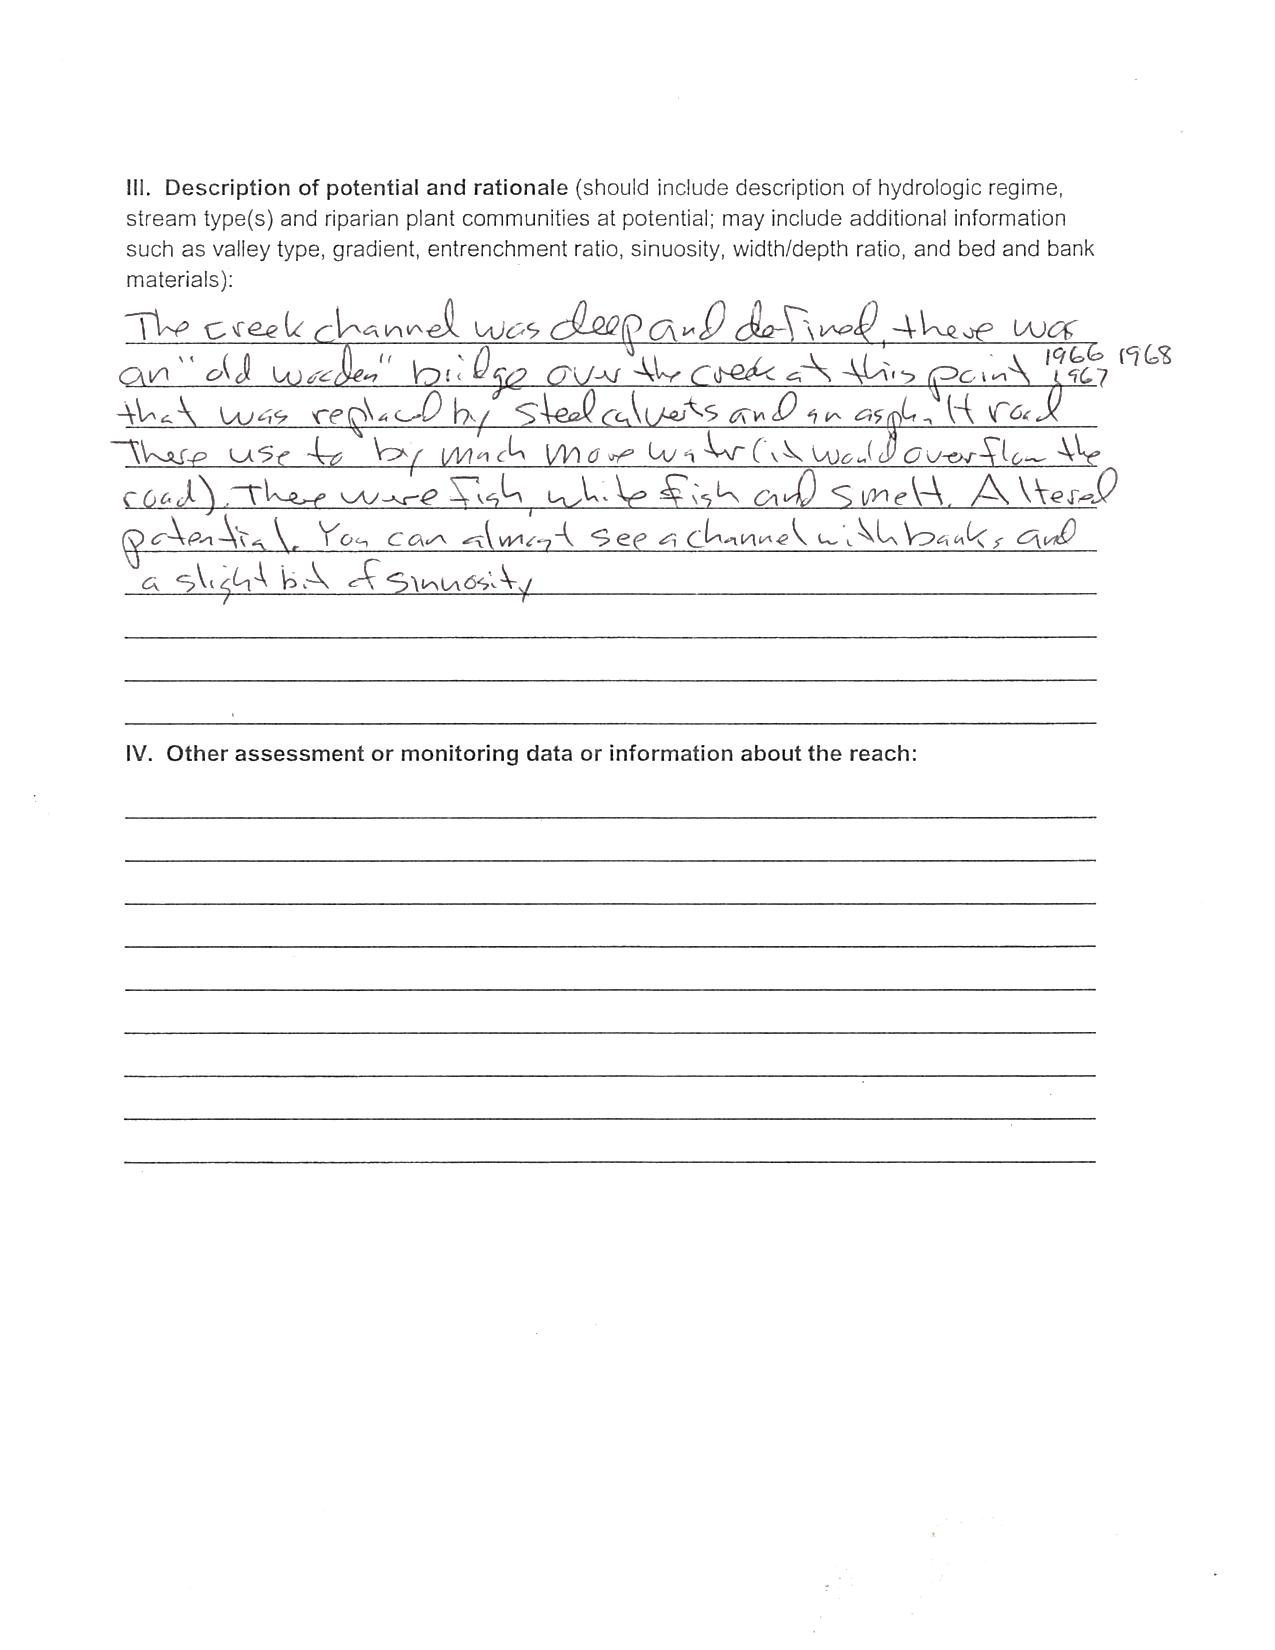 III. Description of potential and rationale (should include description of hydrologic regime,
stream type(s) and riparian plant communities at potential; may include additional information
such as valley type, gradient, entrenchment ratio, sinuosity, width/depth ratio, and bed and bank
materials):
The creek channel was deep and defined, there was
an "old wooden" bridge over the creek at this point 1966 1968
1967
that was replaced by steel culverts and an asphalt road
There use to by much more water (it would overflow the
road). There were fish, white fish and smelt. Altered
potential. You can almost see a channel with banks and
a slight bit of sinuosity
IV. Other assessment or monitoring data or information about the reach: